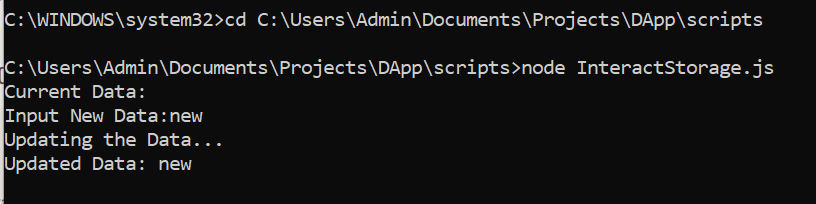 C:\WINDOWS\system32>cd C:\Users\Admin\Documents\Projects\DApp\scripts
C:\Users\Admin\Documents\Projects\DApp\scripts>node InteractStorage.js
Current Data:
Input New Data:new
Updating the Data...
Updated Data: new